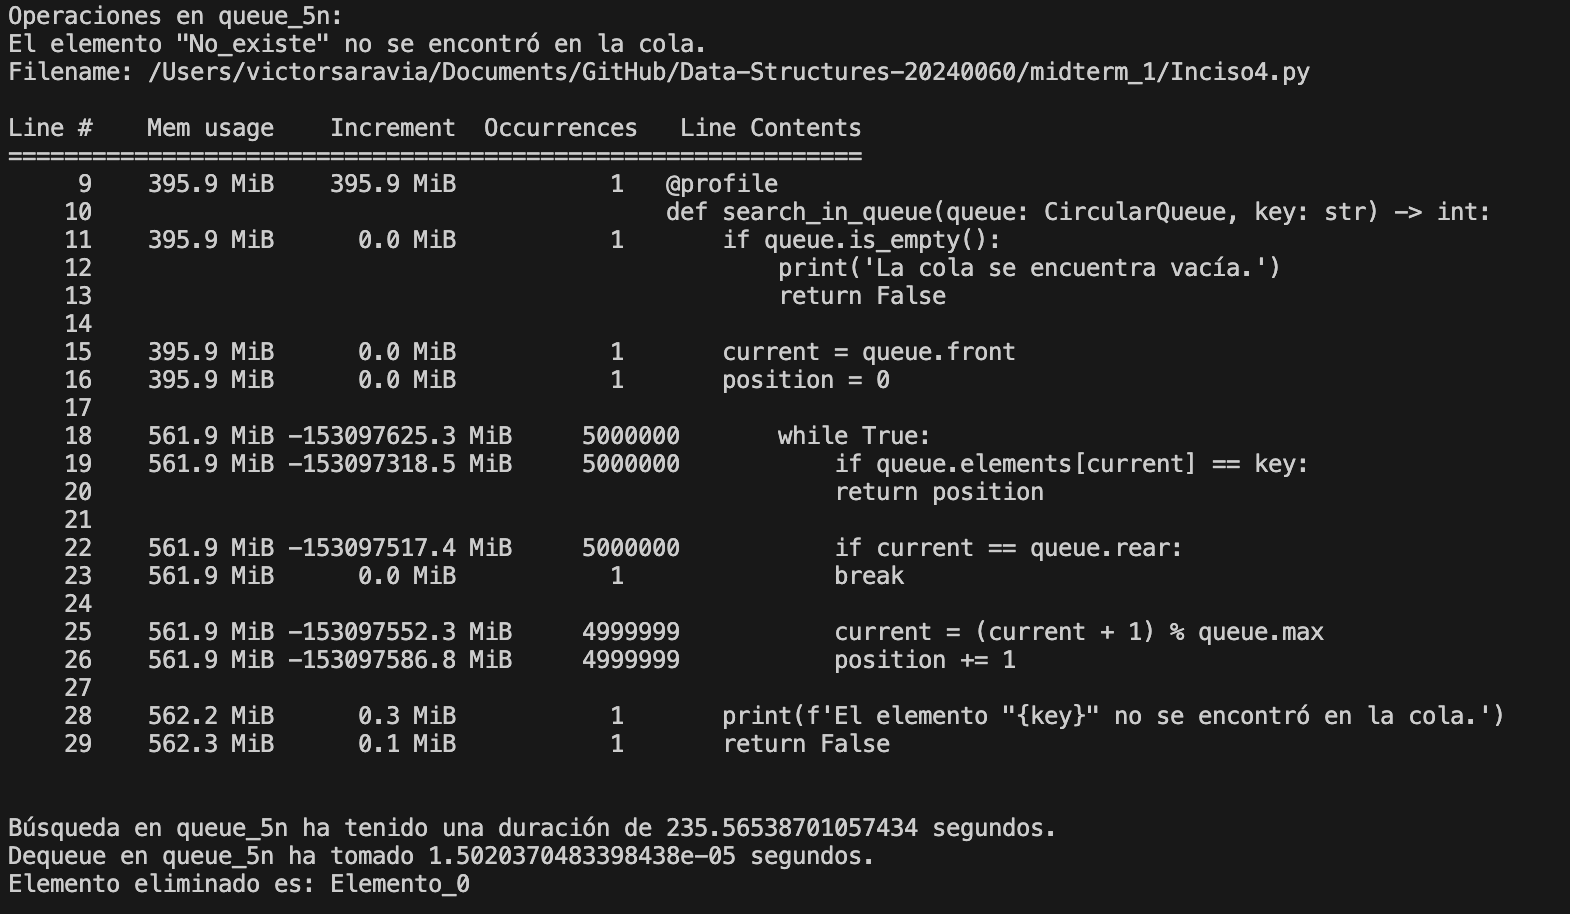 Operaciones en queue_5n:
El elemento "No_existe" no se encontró en la cola.
Filename: /Users/victorsaravia/Documents/GitHub/Data-Structures-20240060/midterm_1/Inciso4.py
Line #    Mem usage    Increment  Occurrences   Line Contents
=============================================================
     9    395.9 MiB    395.9 MiB           1   @profile
    10                                         def search_in_queue(queue: CircularQueue, key: str) -> int:
    11    395.9 MiB      0.0 MiB           1       if queue.is_empty():
    12                                                 print('La cola se encuentra vacía.')
    13                                                 return False
    14
    15    395.9 MiB      0.0 MiB           1       current = queue.front
    16    395.9 MiB      0.0 MiB           1       position = 0
    17
    18    561.9 MiB -153097625.3 MiB     5000000       while True:
    19    561.9 MiB -153097318.5 MiB     5000000           if queue.elements[current] == key:
    20                                                     return position
    21
    22    561.9 MiB -153097517.4 MiB     5000000           if current == queue.rear:
    23    561.9 MiB      0.0 MiB           1               break
    24
    25    561.9 MiB -153097552.3 MiB     4999999           current = (current + 1) % queue.max
    26    561.9 MiB -153097586.8 MiB     4999999           position += 1
    27
    28    562.2 MiB      0.3 MiB           1       print(f'El elemento "{key}" no se encontró en la cola.')
    29    562.3 MiB      0.1 MiB           1       return False
Búsqueda en queue_5n ha tenido una duración de 235.56538701057434 segundos.
Dequeue en queue_5n ha tomado 1.5020370483398438e-05 segundos.
Elemento eliminado es: Elemento_0